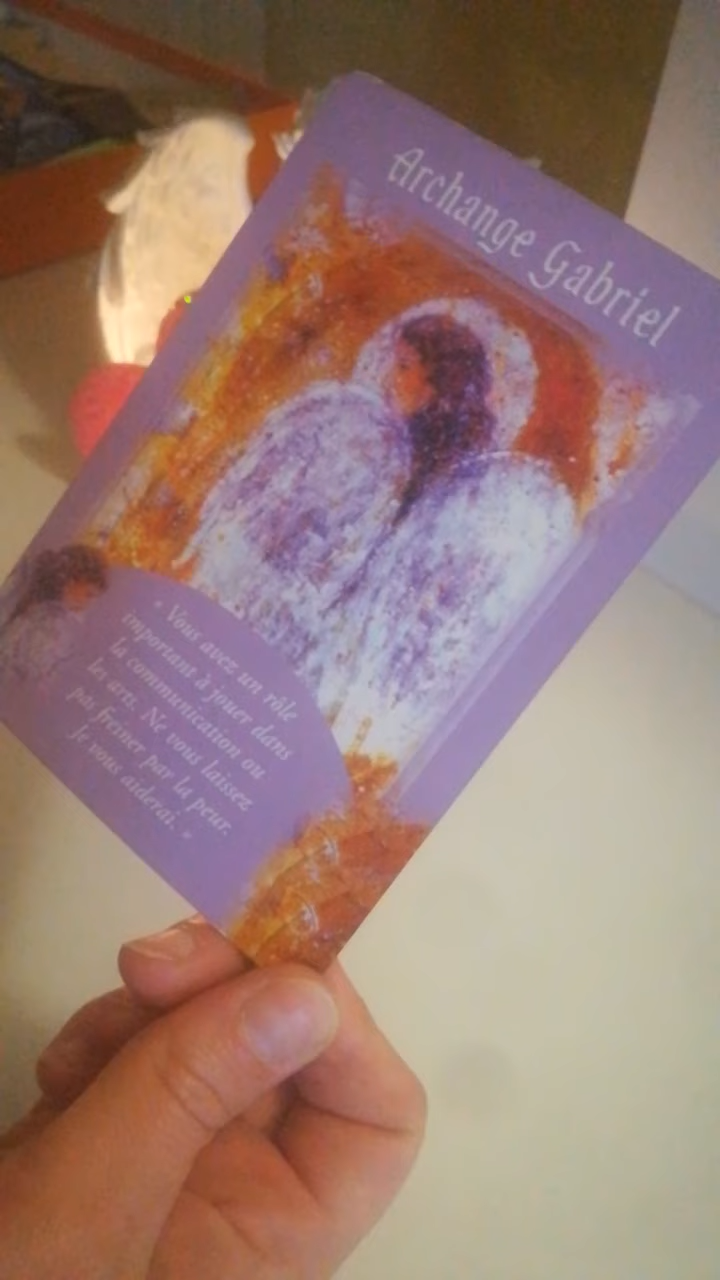 Archange Gabriel
« Vous avez un rôle
important à jouer dans
la communication ou
les arts. Ne vous laissez
pas freiner par la peur.
Je vous aiderai. »